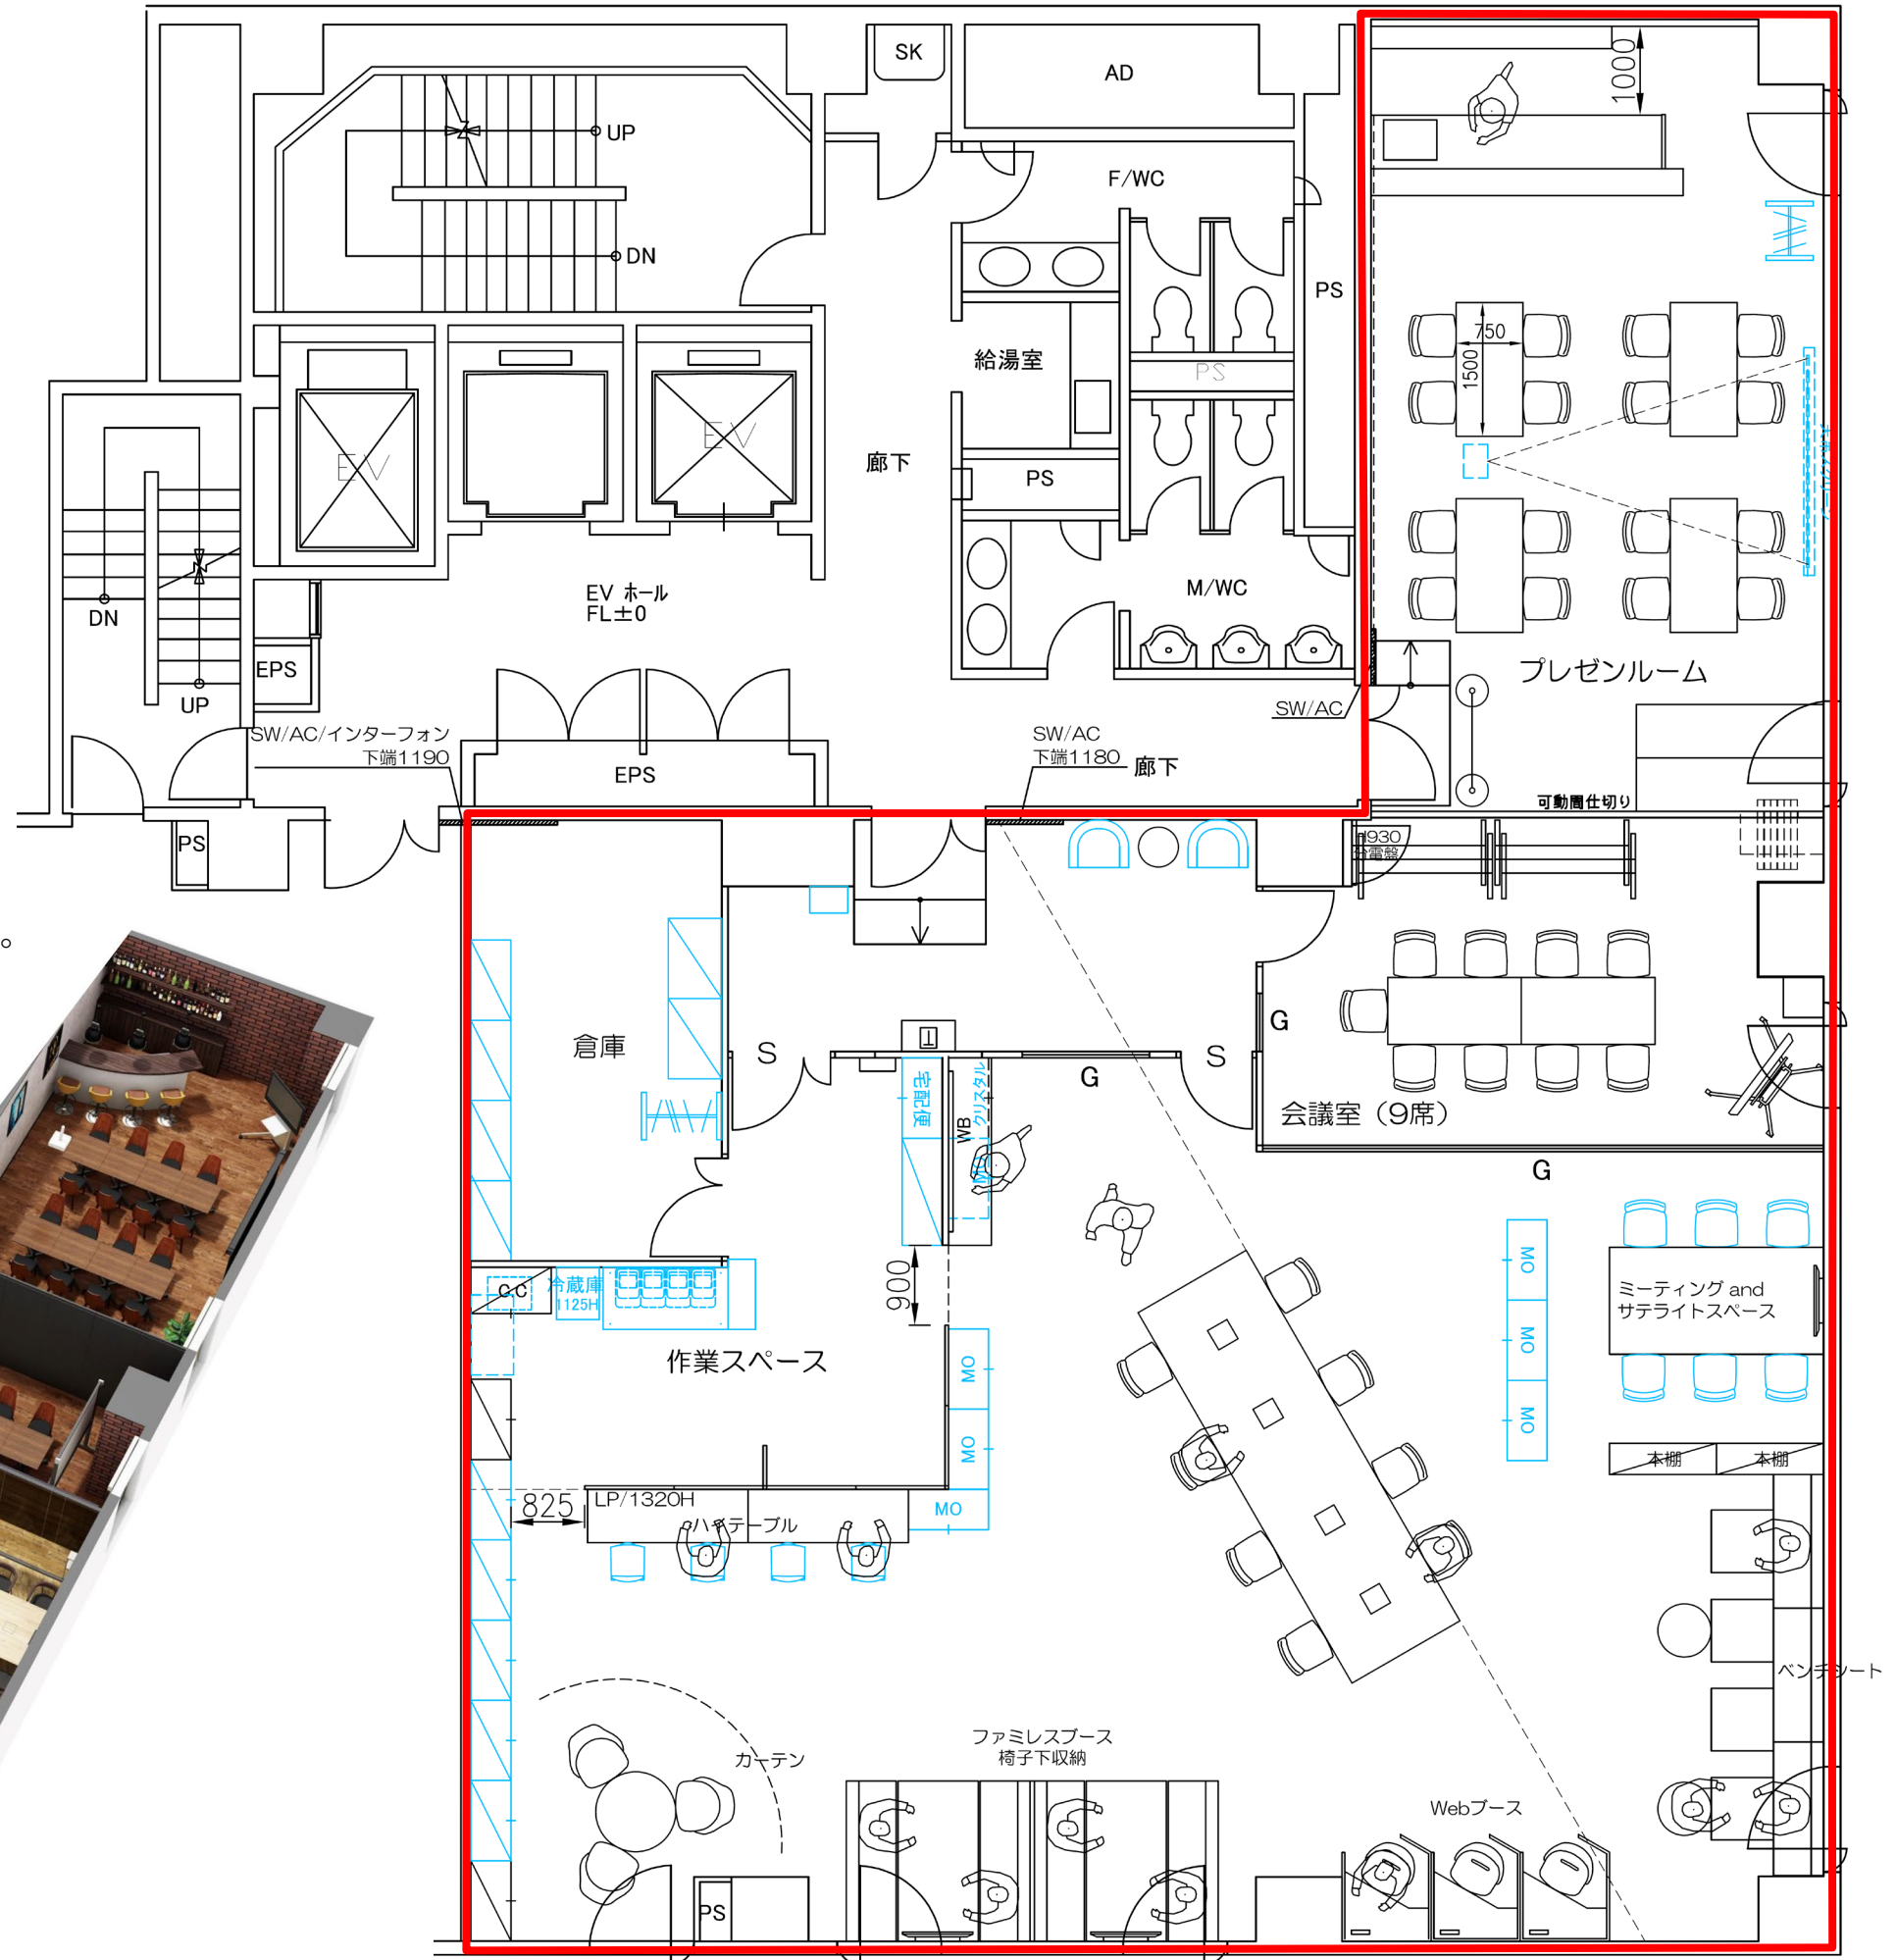 SK
AD
1000
UP
F/WC
DN
PS
750
1500
給湯室
PS
EV
EV
廊下
PS
EV ホール
FL±0
M/WC
DN
EPS
UP
プレゼンルーム
SW/AC
SW/AC/インターフォン
下端1190
SW/AC
下端1180
廊下
EPS
可動間仕切り
PS
分電盤
。
倉庫
S
G
S
G
宅配便
クリスタル
WB
会議室（9席）
G
900
MO
MO
MO
ミーティング and
サテライトスペース
冷蔵庫
1125H
作業スペース
MO
MO
MO
本棚
本棚
825
LP/1320H
ハイテーブル
ベンチシート
カーテン
ファミレスブース
椅子下収納
Webブース
PS